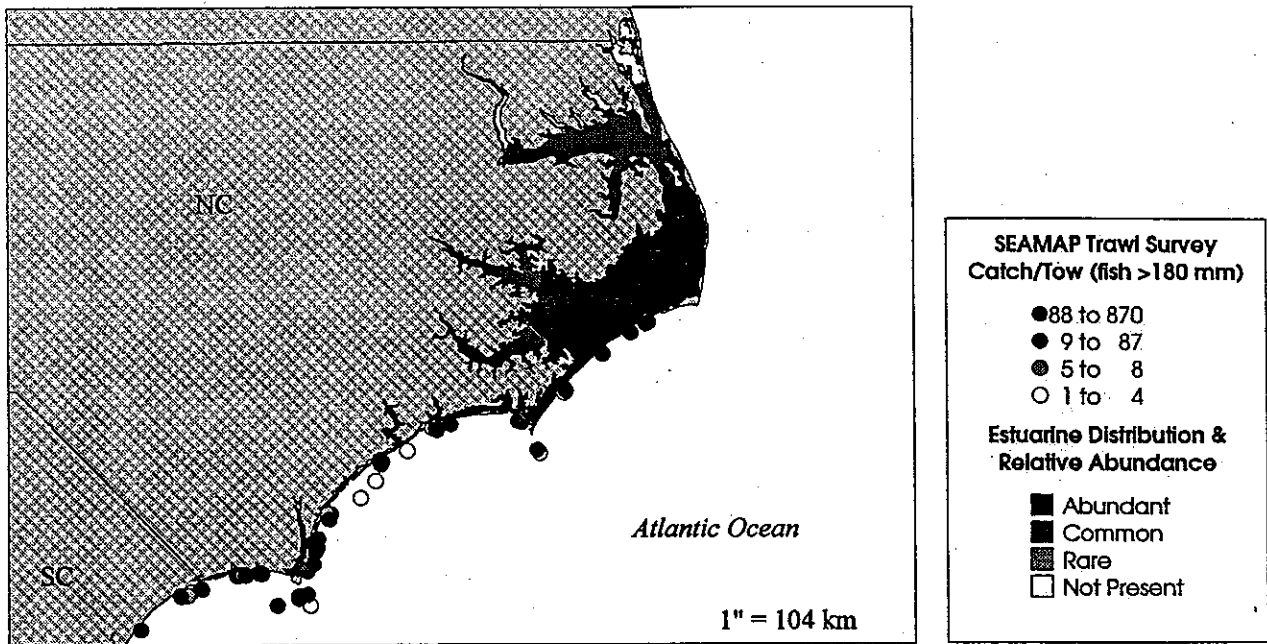 NC
SC
Atlantic Ocean
1" = 104 km
SEAMAP Trawl Survey
Catch/Tow (fish >180 mm)
88 to 870
9 to 87
5 to 8
1 to 4
Estuarine Distribution &
Relative Abundance
Abundant
Common
Rare
Not Present